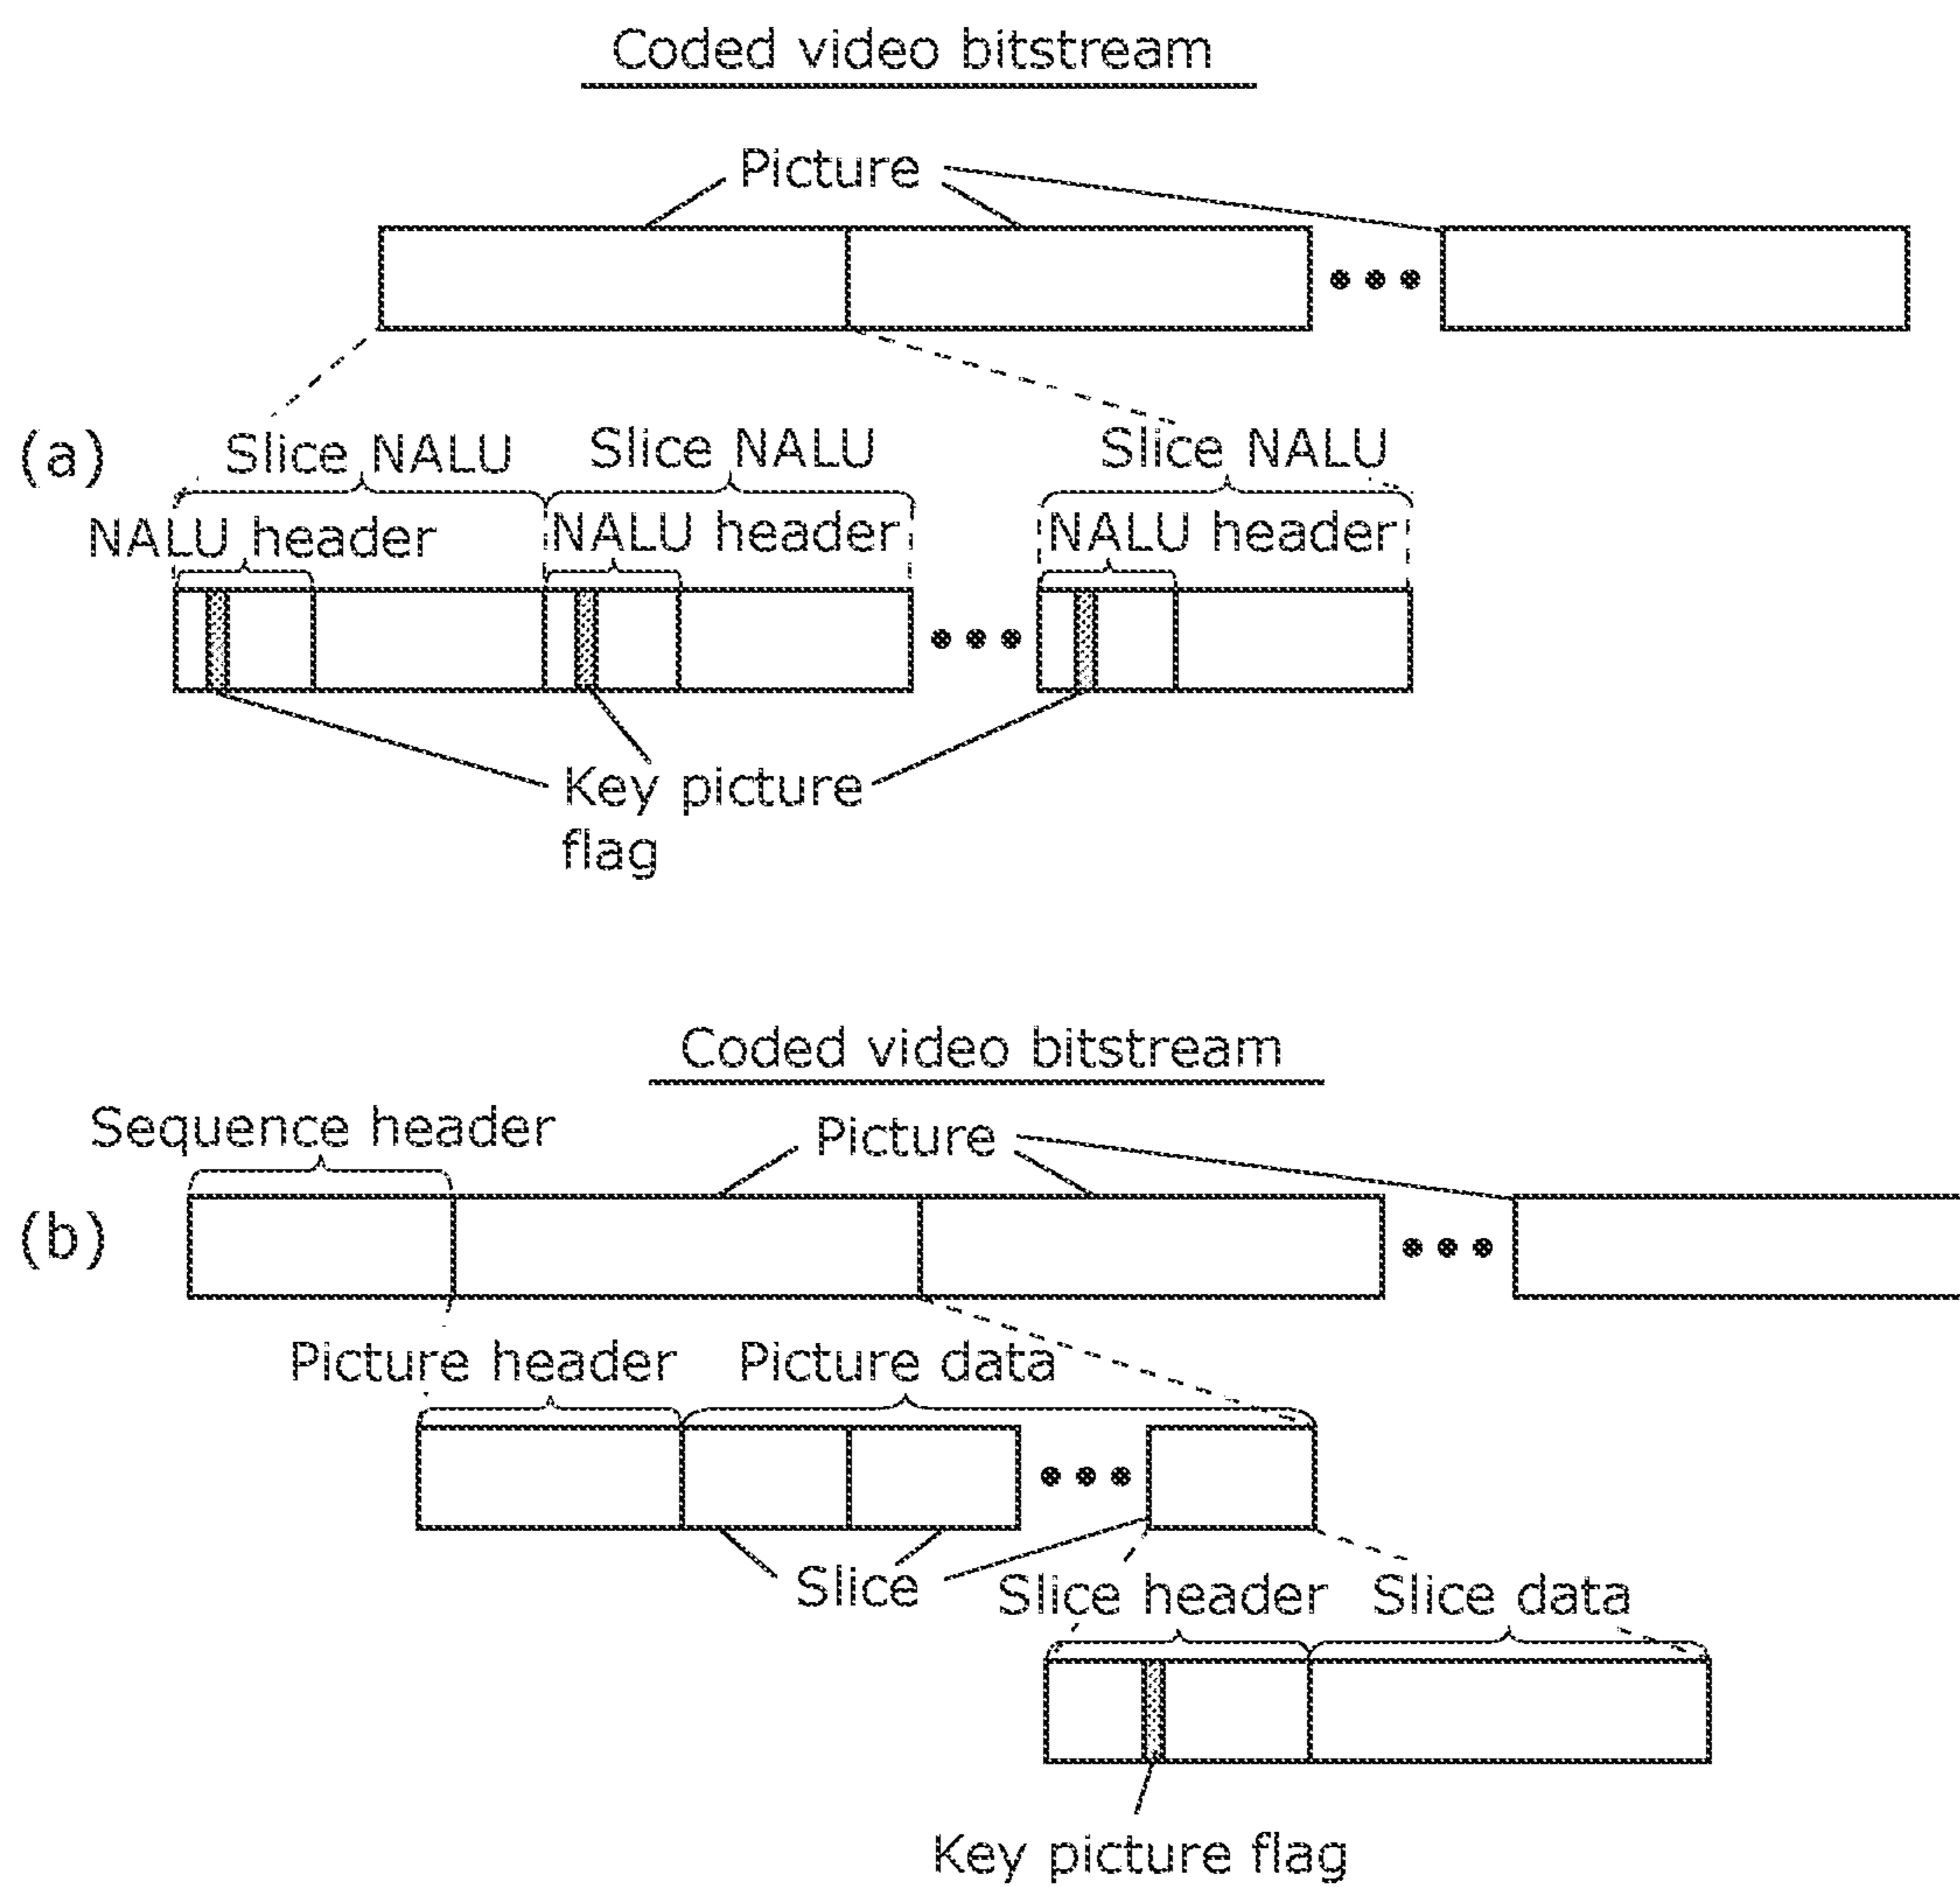 Coded video bitstream
Picture
(a)
Slice NALU Slice NALU Slice NALU
NALU header NALU header NALU header
Key picture
flag
Coded video bitstream
Sequence header Picture
(b)
Picture header Picture data
Slice
Slice header Slice data
Key picture flag